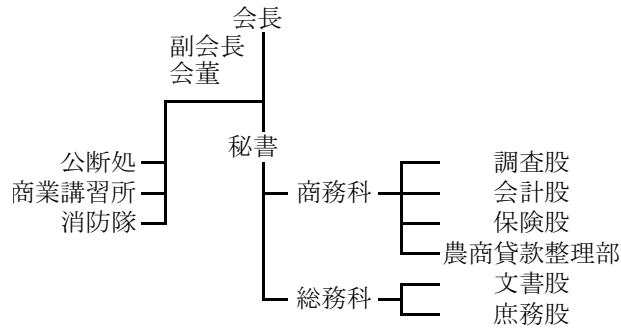 会長
副会長
会董
秘書
公断処
商業講習所
消防隊
商務科
調査股
会計股
保険股
農商貸款整理部
総務科
文書股
庶務股